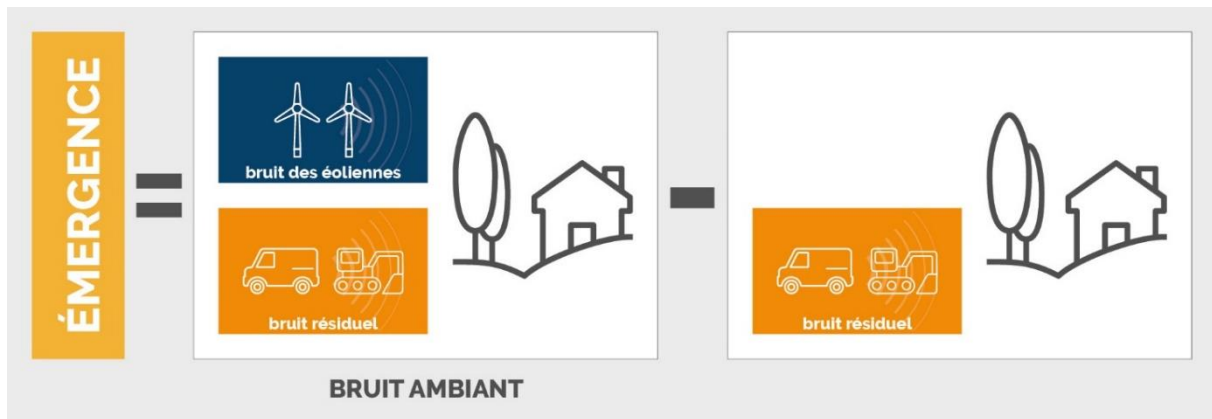 ÉMERGENCE
=
bruit des éoliennes
bruit résiduel
-
bruit résiduel
BRUIT AMBIANT